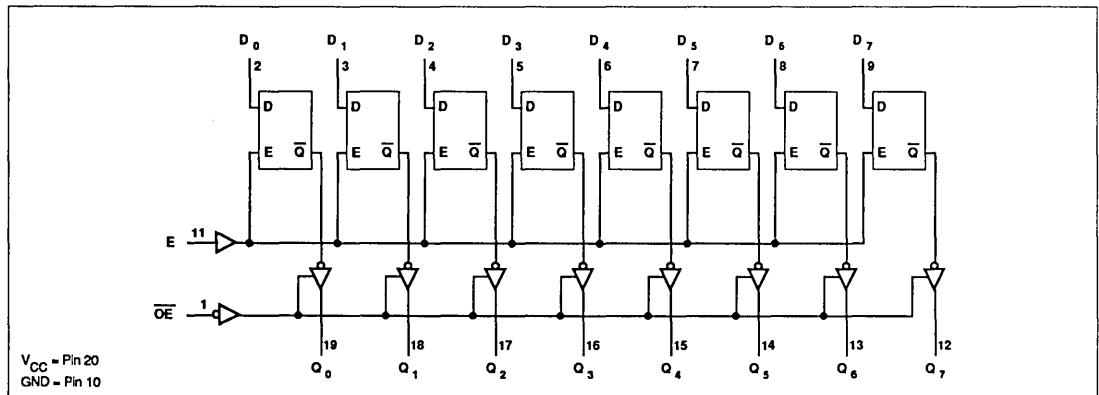 D0 D1 D2 D3 D4 D5 D6 D7
2 3 4 5 6 7 8 9
D D D D D D D D
E Q̅ E Q̅ E Q̅ E Q̅ E Q̅ E Q̅ E Q̅ E Q̅
E 11
O̅E̅ 1
19 18 17 16 15 14 13 12
Q0 Q1 Q2 Q3 Q4 Q5 Q6 Q7
VCC = Pin 20
GND = Pin 10